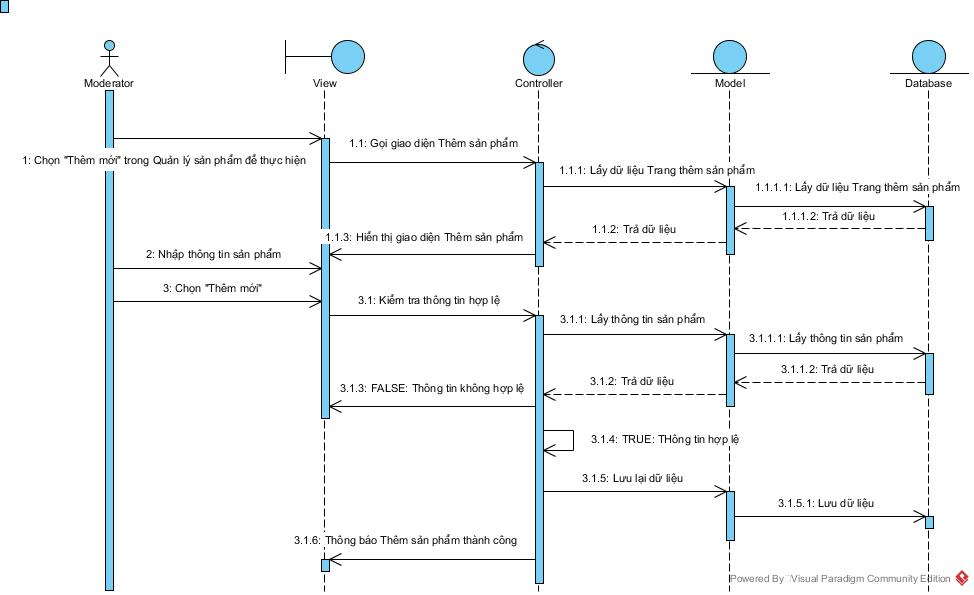 Moderator
View
Controller
Model
Database
1: Chọn "Thêm mới" trong Quản lý sản phẩm để thực hiện
1.1: Gọi giao diện Thêm sản phẩm
1.1.1: Lấy dữ liệu Trang thêm sản phẩm
1.1.1.1: Lấy dữ liệu Trang thêm sản phẩm
1.1.1.2: Trả dữ liệu
1.1.2: Trả dữ liệu
1.1.3: Hiển thị giao diện Thêm sản phẩm
2: Nhập thông tin sản phẩm
3: Chọn "Thêm mới"
3.1: Kiểm tra thông tin hợp lệ
3.1.1: Lấy thông tin sản phẩm
3.1.1.1: Lấy thông tin sản phẩm
3.1.1.2: Trả dữ liệu
3.1.2: Trả dữ liệu
3.1.3: FALSE: Thông tin không hợp lệ
3.1.4: TRUE: THông tin hợp lệ
3.1.5: Lưu lại dữ liệu
3.1.5.1: Lưu dữ liệu
3.1.6: Thông báo Thêm sản phẩm thành công
Powered By Visual Paradigm Community Edition